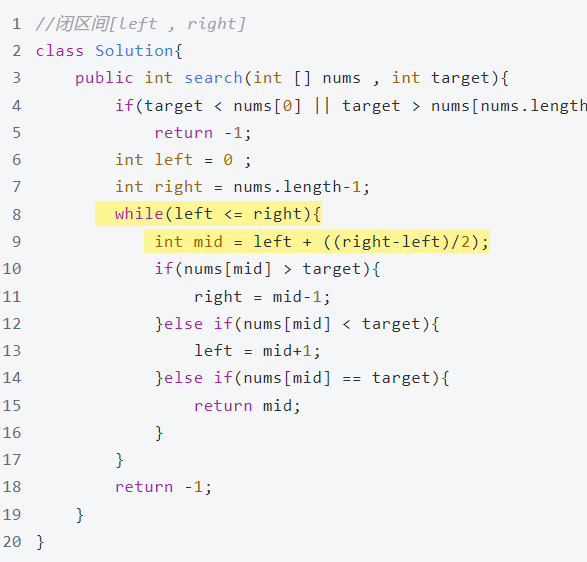 1 //闭区间[left , right]
2 class Solution{
3     public int search(int [] nums , int target){
4         if(target < nums[0] || target > nums[nums.length
5             return -1;
6         int left = 0 ;
7         int right = nums.length-1;
8         while(left <= right){
9             int mid = left + ((right-left)/2);
10             if(nums[mid] > target){
11                 right = mid-1;
12             }else if(nums[mid] < target){
13                 left = mid+1;
14             }else if(nums[mid] == target){
15                 return mid;
16             }
17         }
18         return -1;
19     }
20 }